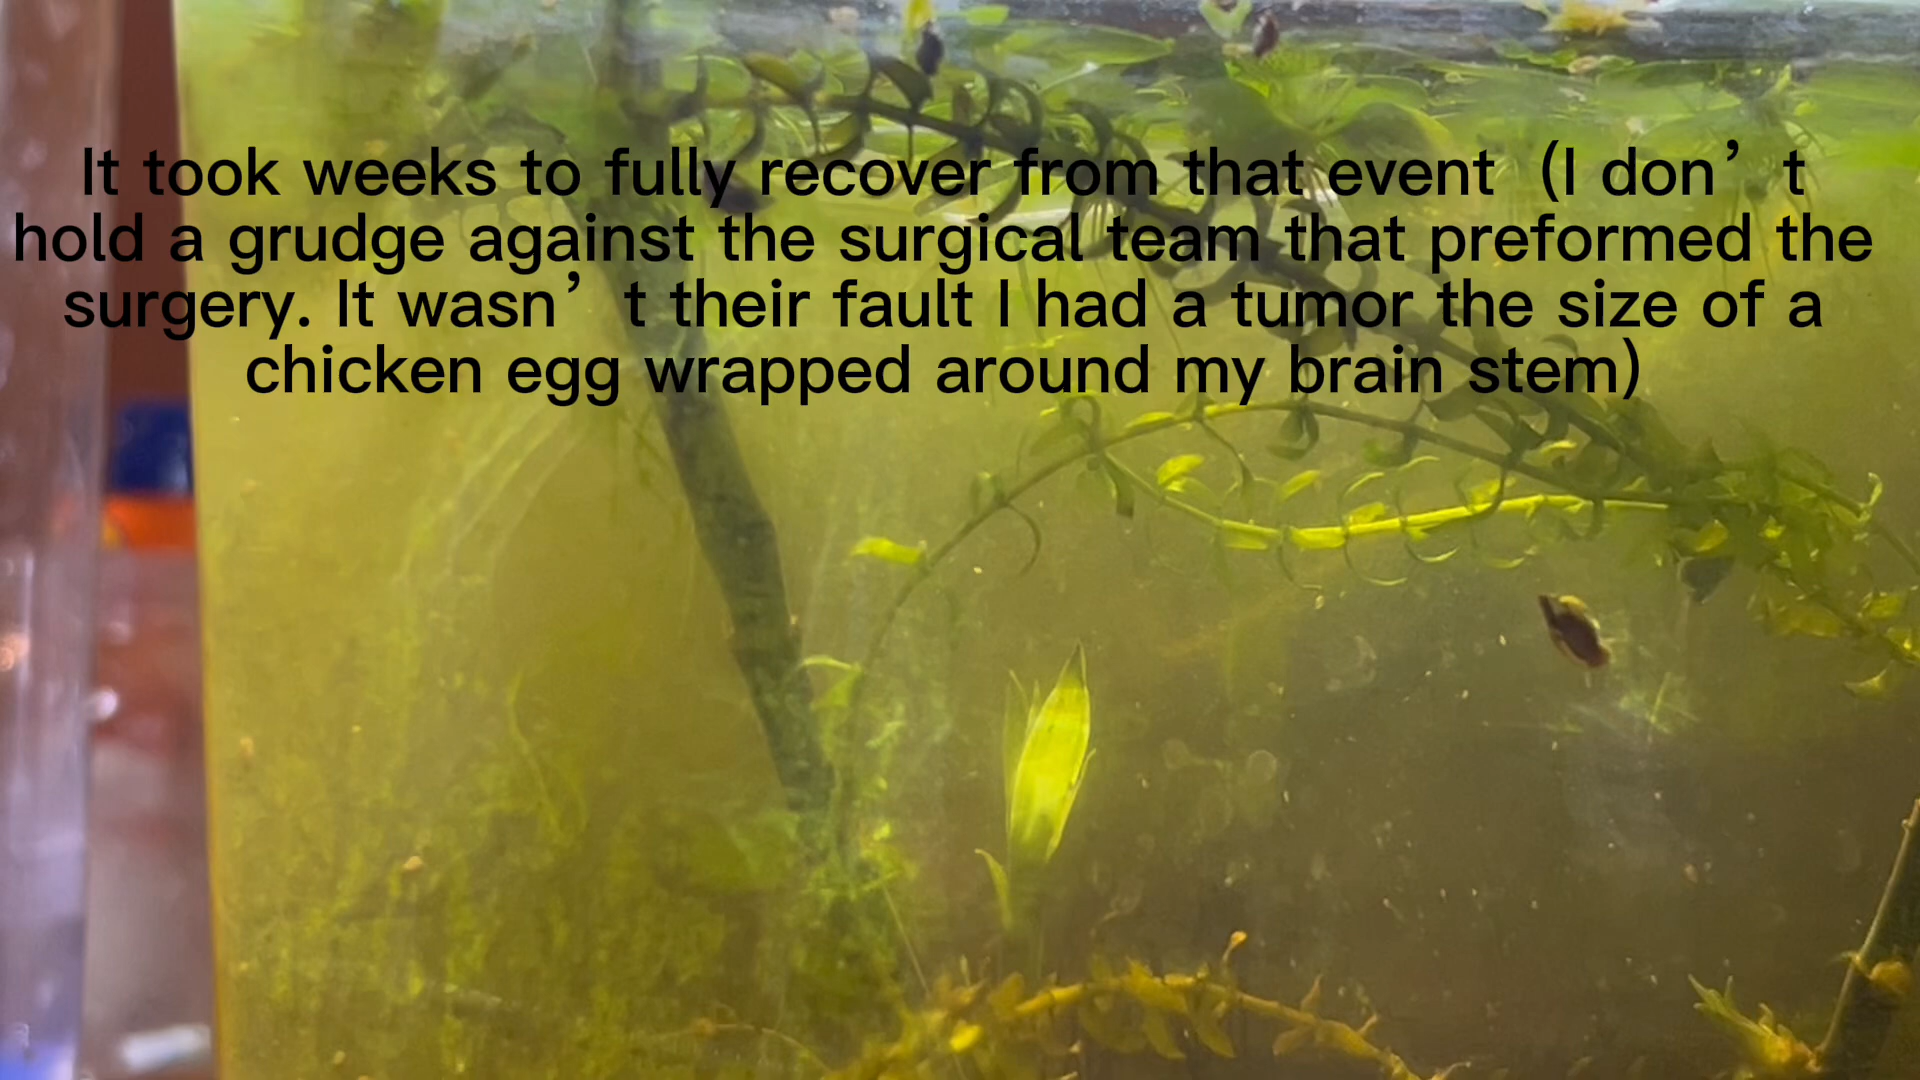 It took weeks to fully recover from that event (I don’t
hold a grudge against the surgical team that preformed the
surgery. It wasn’t their fault I had a tumor the size of a
chicken egg wrapped around my brain stem)